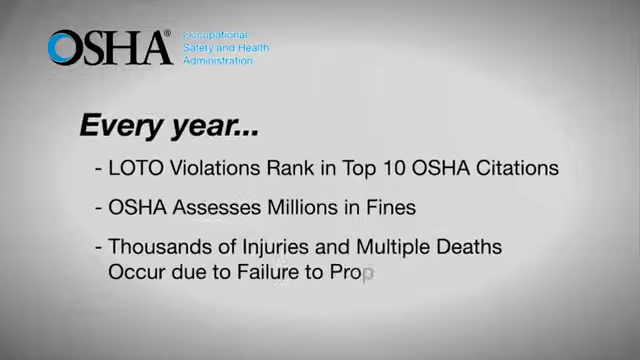 OSHA®
Occupational
Safety and Health
Administration
Every year...
- LOTO Violations Rank in Top 10 OSHA Citations
- OSHA Assesses Millions in Fines
- Thousands of Injuries and Multiple Deaths
Occur due to Failure to Prop